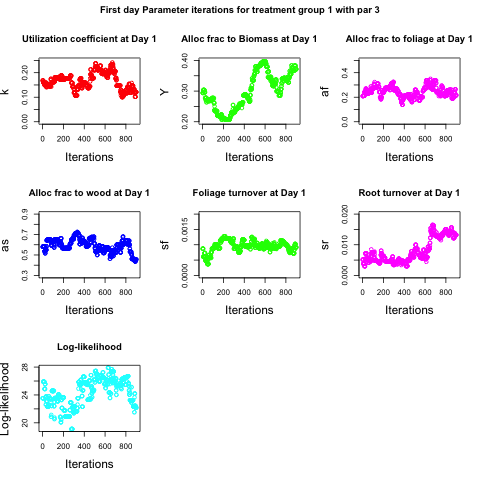 First day Parameter iterations for treatment group 1 with par 3
Utilization coefficient at Day 1
Alloc frac to Biomass at Day 1
Alloc frac to foliage at Day 1
k
0.00 0.10 0.20
0 200 400 600 800
Iterations
Y
0.20 0.30 0.40
0 200 400 600 800
Iterations
af
0.0 0.2 0.4
0 200 400 600 800
Iterations
Alloc frac to wood at Day 1
Foliage turnover at Day 1
Root turnover at Day 1
as
0.3 0.5 0.7 0.9
0 200 400 600 800
Iterations
sf
0.0000 0.0015
0 200 400 600 800
Iterations
sr
0.000 0.010 0.020
0 200 400 600 800
Iterations
Log-likelihood
Log-likelihood
20 24 28
0 200 400 600 800
Iterations